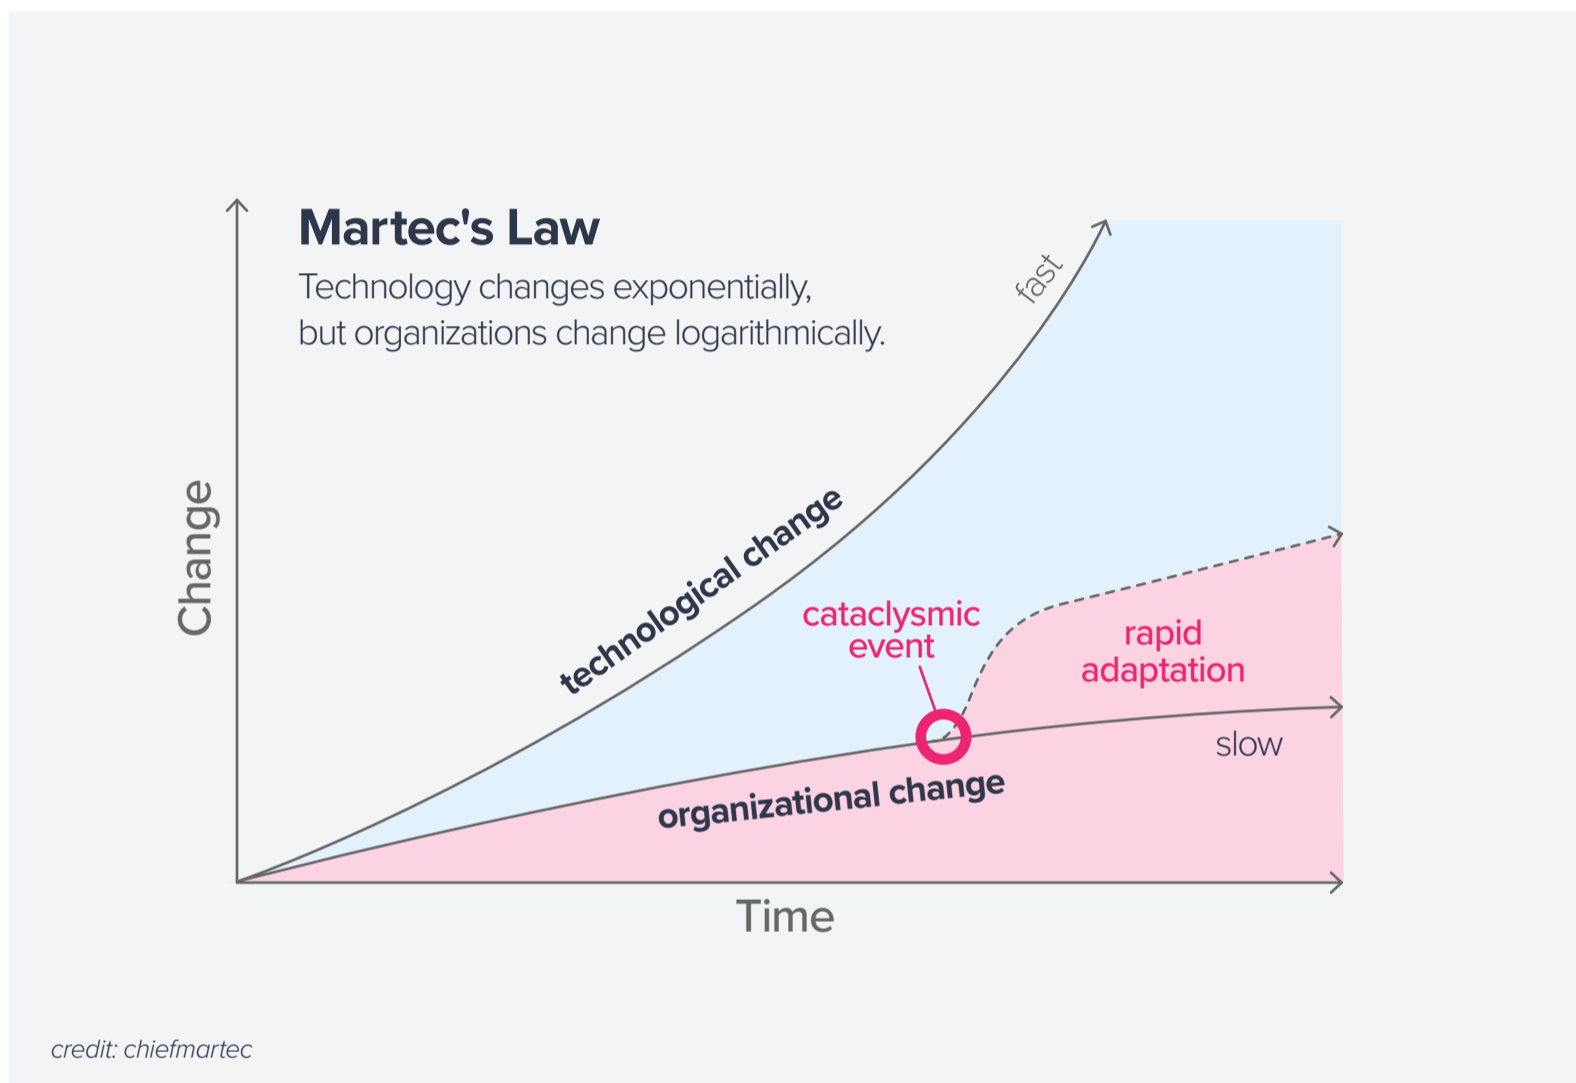 Martec's Law
Technology changes exponentially,
but organizations change logarithmically.
fast
Change
technological change
cataclysmic
event
rapid
adaptation
slow
organizational change
Time
credit: chiefmartec